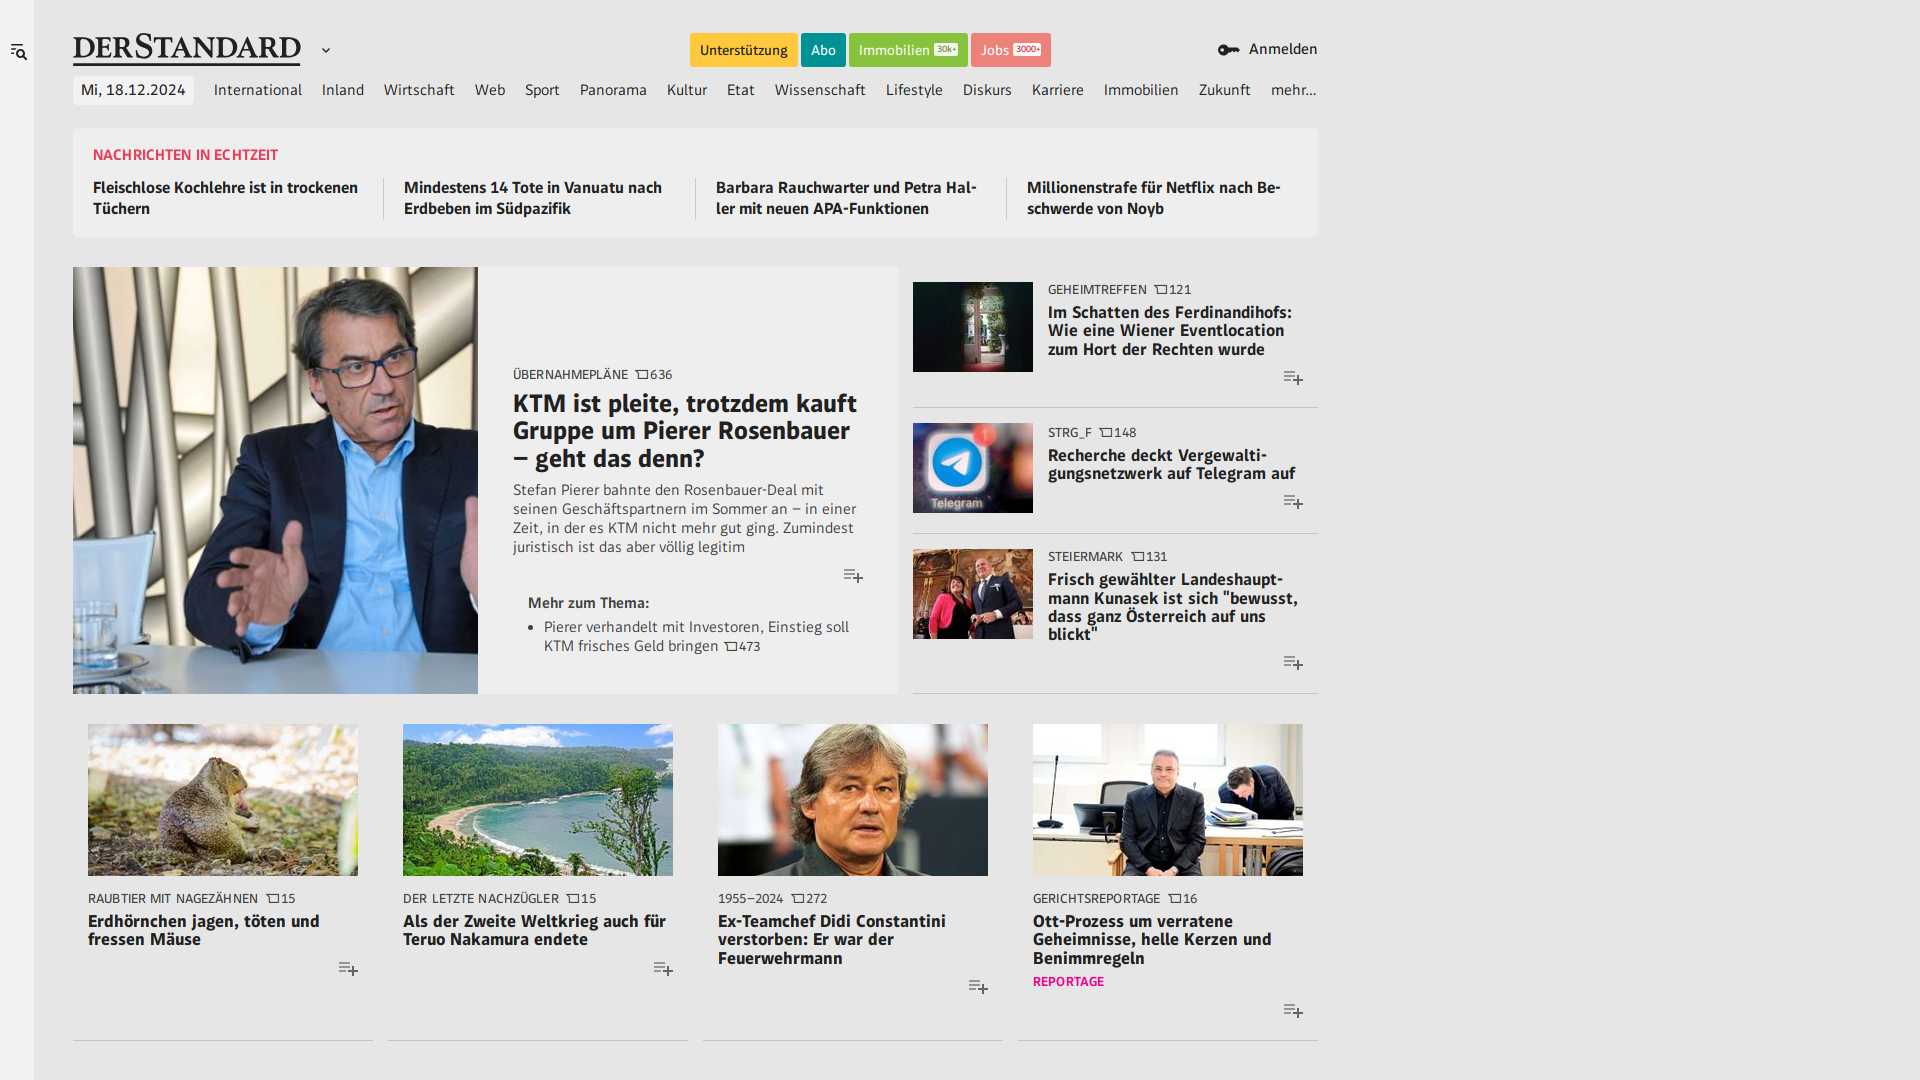 DERSTANDARD
Unterstützung
Abo
Immobilien 30k+
Jobs 3000+
Anmelden
Mi, 18.12.2024
International
Inland
Wirtschaft
Web
Sport
Panorama
Kultur
Etat
Wissenschaft
Lifestyle
Diskurs
Karriere
Immobilien
Zukunft
mehr...
NACHRICHTEN IN ECHTZEIT
Fleischlose Kochlehre ist in trockenen
Tüchern
Mindestens 14 Tote in Vanuatu nach
Erdbeben im Südpazifik
Barbara Rauchwarter und Petra Hal-
ler mit neuen APA-Funktionen
Millionenstrafe für Netflix nach Be-
schwerde von Noyb
ÜBERNAHMEPLÄNE 636
KTM ist pleite, trotzdem kauft
Gruppe um Pierer Rosenbauer
– geht das denn?
Stefan Pierer bahnte den Rosenbauer-Deal mit
seinen Geschäftspartnern im Sommer an – in einer
Zeit, in der es KTM nicht mehr gut ging. Zumindest
juristisch ist das aber völlig legitim
Mehr zum Thema:
• Pierer verhandelt mit Investoren, Einstieg soll
KTM frisches Geld bringen 473
GEHEIMTREFFEN 121
Im Schatten des Ferdinandihofs:
Wie eine Wiener Eventlocation
zum Hort der Rechten wurde
Telegram
STRG_F 148
Recherche deckt Vergewalti-
gungsnetzwerk auf Telegram auf
STEIERMARK 131
Frisch gewählter Landeshaupt-
mann Kunasek ist sich "bewusst,
dass ganz Österreich auf uns
blickt"
RAUBTIER MIT NAGEZÄHNEN 15
Erdhörnchen jagen, töten und
fressen Mäuse
DER LETZTE NACHZÜGLER 15
Als der Zweite Weltkrieg auch für
Teruo Nakamura endete
1955–2024 272
Ex-Teamchef Didi Constantini
verstorben: Er war der
Feuerwehrmann
GERICHTSREPORTAGE 16
Ott-Prozess um verratene
Geheimnisse, helle Kerzen und
Benimmregeln
REPORTAGE